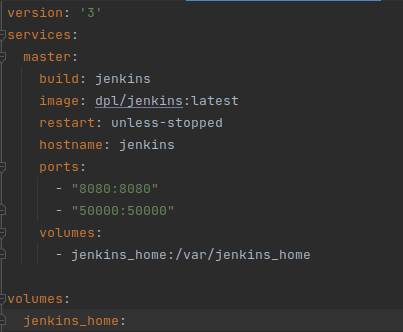 version: '3'
services:
  master:
    build: jenkins
    image: dpl/jenkins:latest
    restart: unless-stopped
    hostname: jenkins
    ports:
      - "8080:8080"
      - "50000:50000"
    volumes:
      - jenkins_home:/var/jenkins_home

volumes:
  jenkins_home: